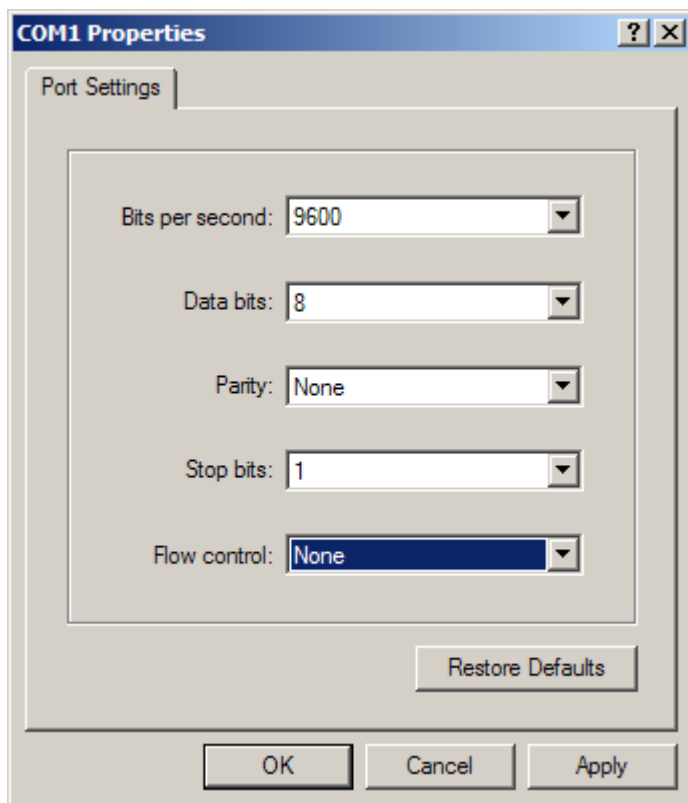 COM1 Properties
Port Settings
Bits per second: 9600
Data bits: 8
Parity: None
Stop bits: 1
Flow control: None
Restore Defaults
OK Cancel Apply